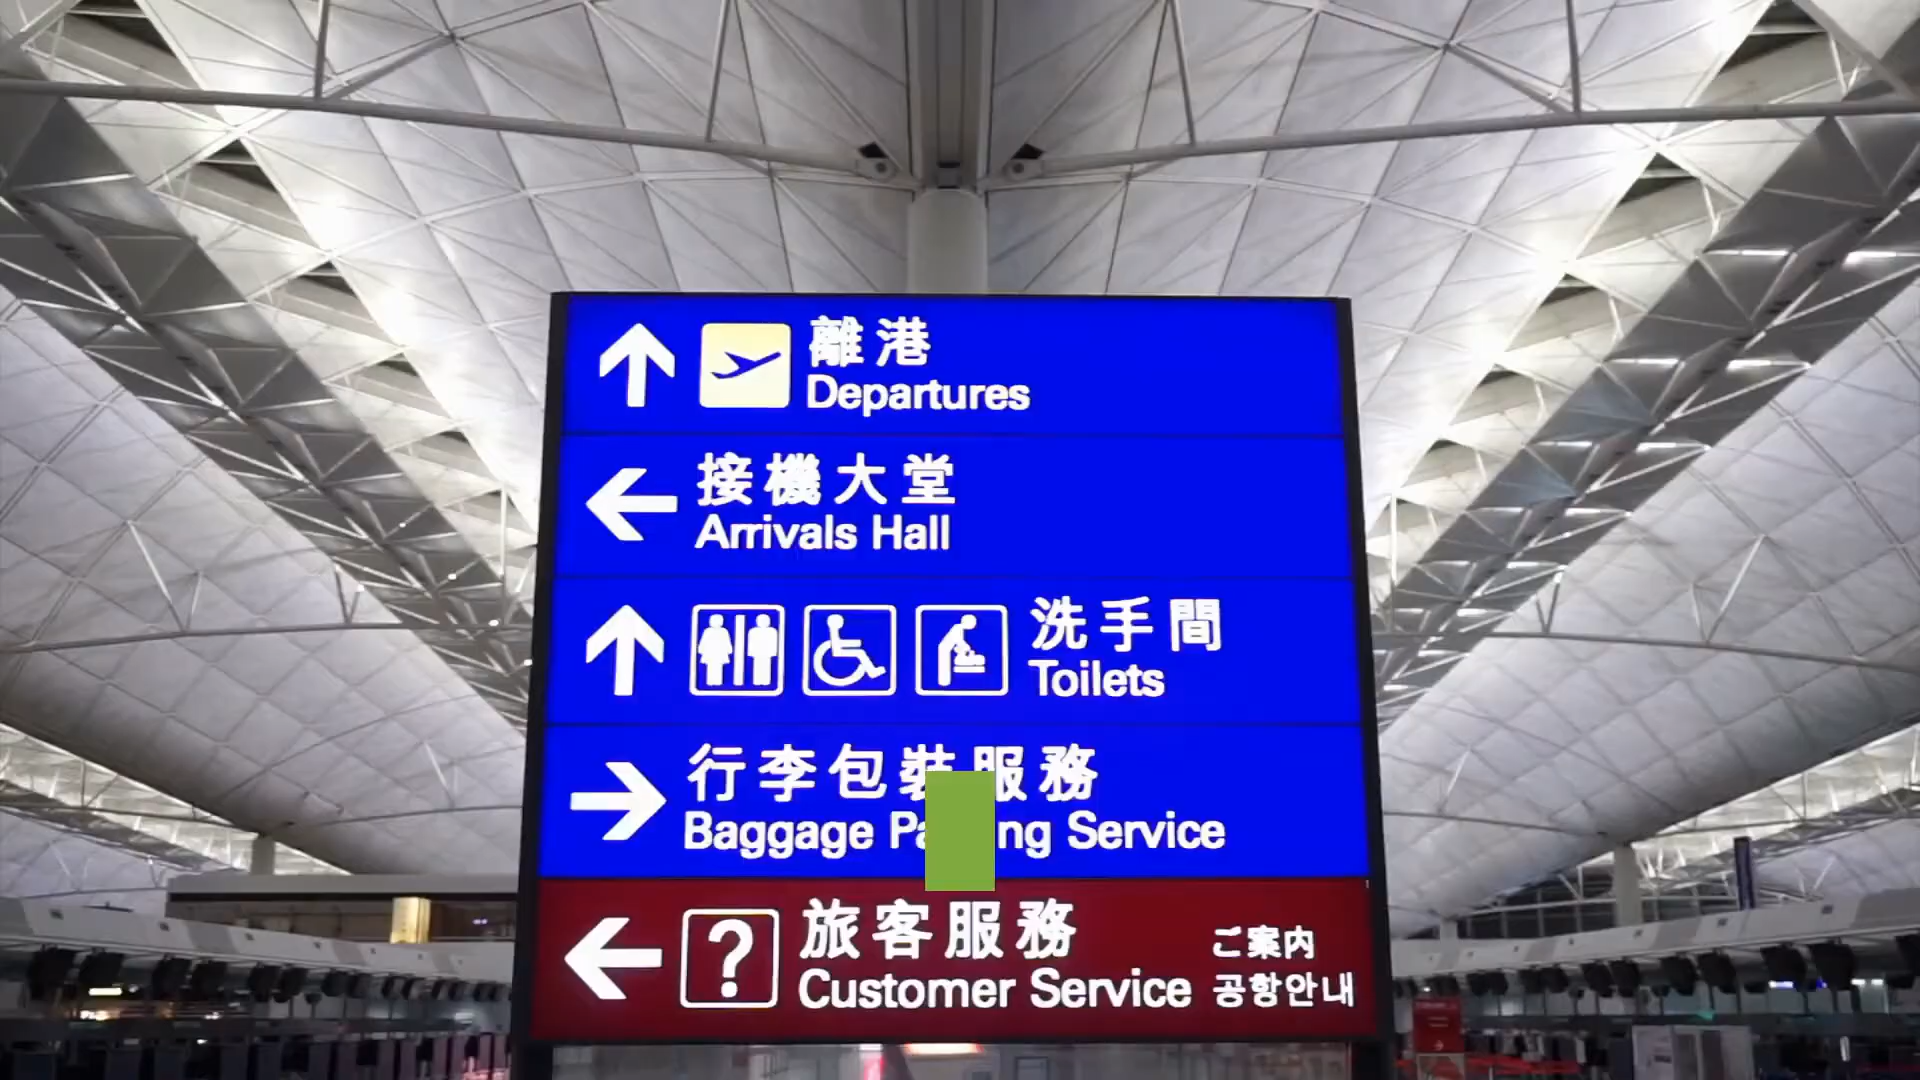 離港
Departures
接機大堂
Arrivals Hall
洗手間
Toilets
行李包 務
Baggage Service
?
旅客服務
Customer Service
ご案内
공항안내